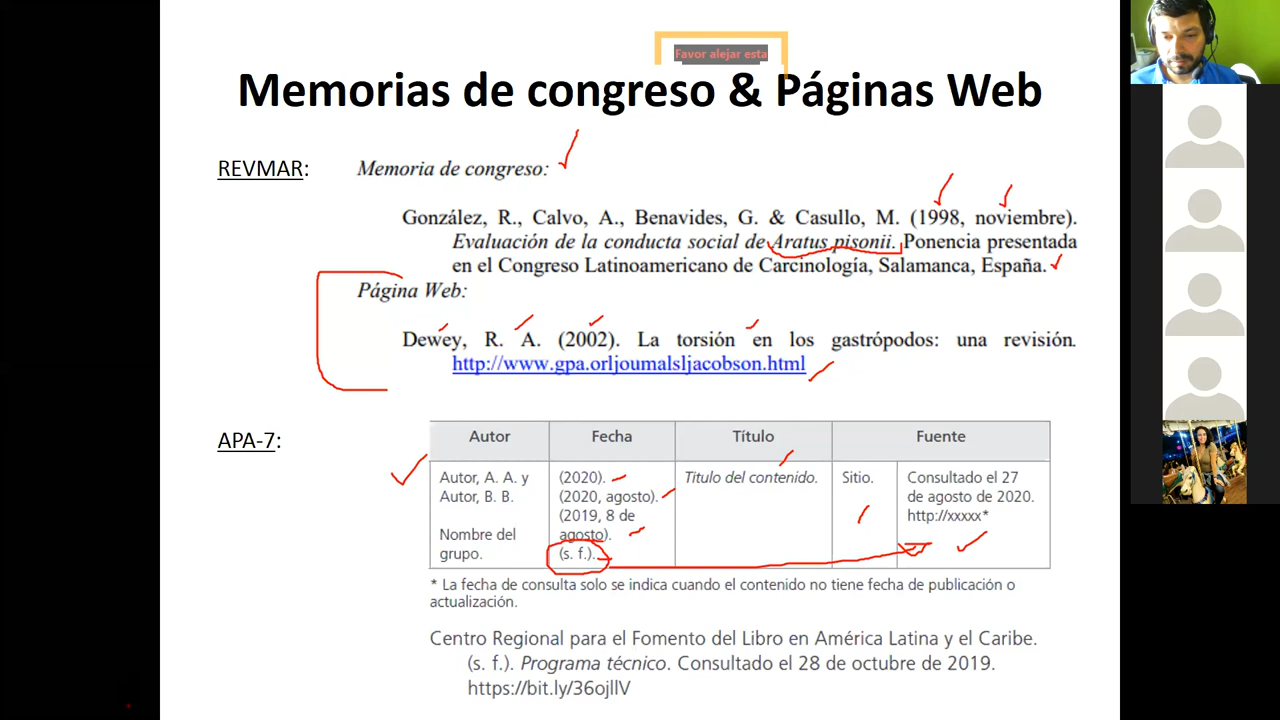 Favor alejar esta
Memorias de congreso & Páginas Web
REVMAR:
Memoria de congreso:
González, R., Calvo, A., Benavides, G. & Casullo, M. (1998, noviembre).
Evaluación de la conducta social de Aratus pisonii. Ponencia presentada
en el Congreso Latinoamericano de Carcinología, Salamanca, España.
Página Web:
Dewey, R. A. (2002). La torsión en los gastrópodos: una revisión.
http://www.gpa.orljoumalsljacobson.html
APA-7:
Autor Fecha Título Fuente
Autor, A. A. y (2020). Titulo del contenido. Sitio. Consultado el 27
Autor, B. B. (2020, agosto). de agosto de 2020.
(2019, 8 de http://xxxxx*
Nombre del agosto).
grupo. (s. f.).
* La fecha de consulta solo se indica cuando el contenido no tiene fecha de publicación o
actualización.
Centro Regional para el Fomento del Libro en América Latina y el Caribe.
(s. f.). Programa técnico. Consultado el 28 de octubre de 2019.
https://bit.ly/36ojllV